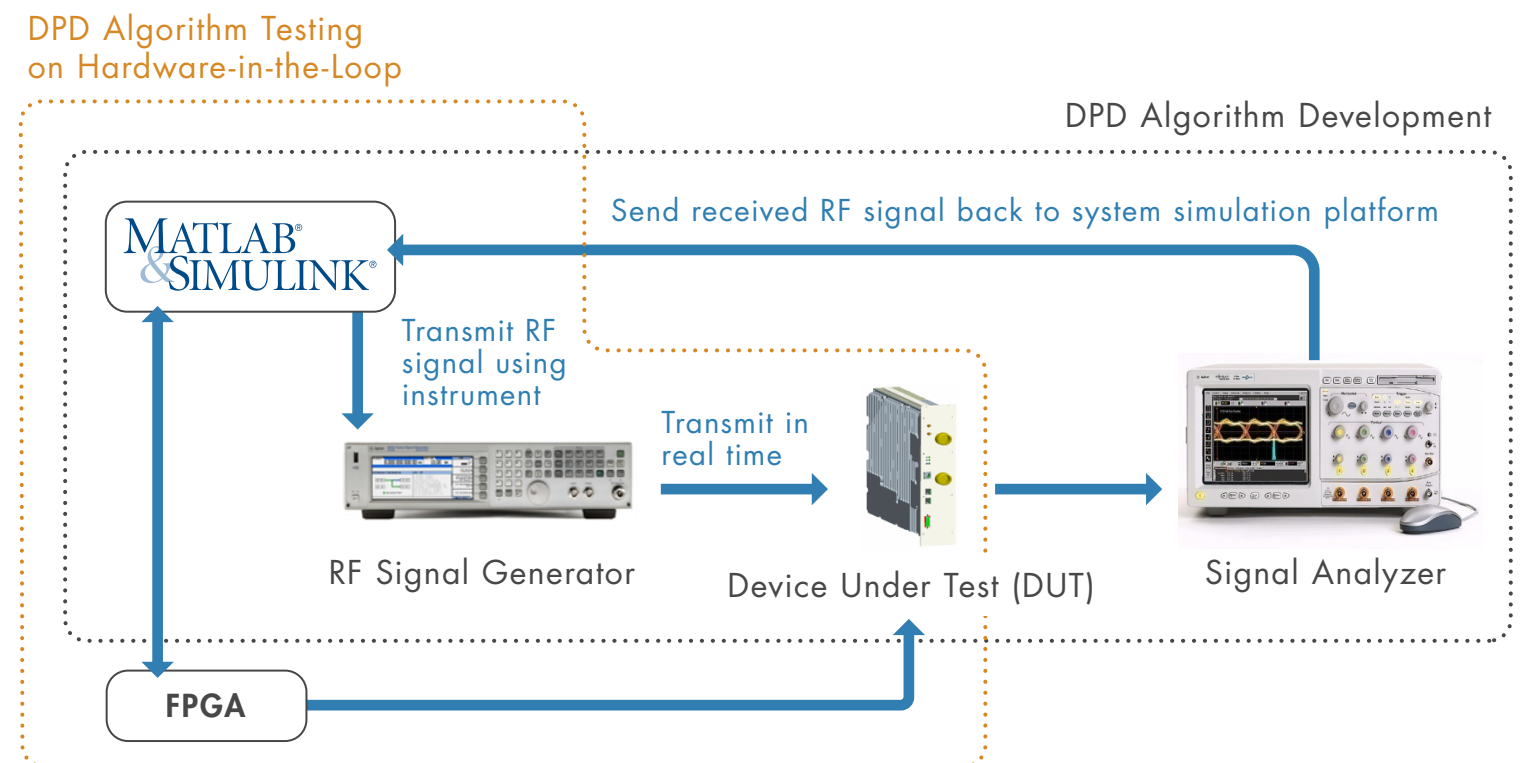 DPD Algorithm Testing
on Hardware-in-the-Loop
DPD Algorithm Development
Send received RF signal back to system simulation platform
MATLAB®
&SIMULINK®
Transmit RF
signal using
instrument
Transmit in
real time
RF Signal Generator
Device Under Test (DUT)
Signal Analyzer
FPGA